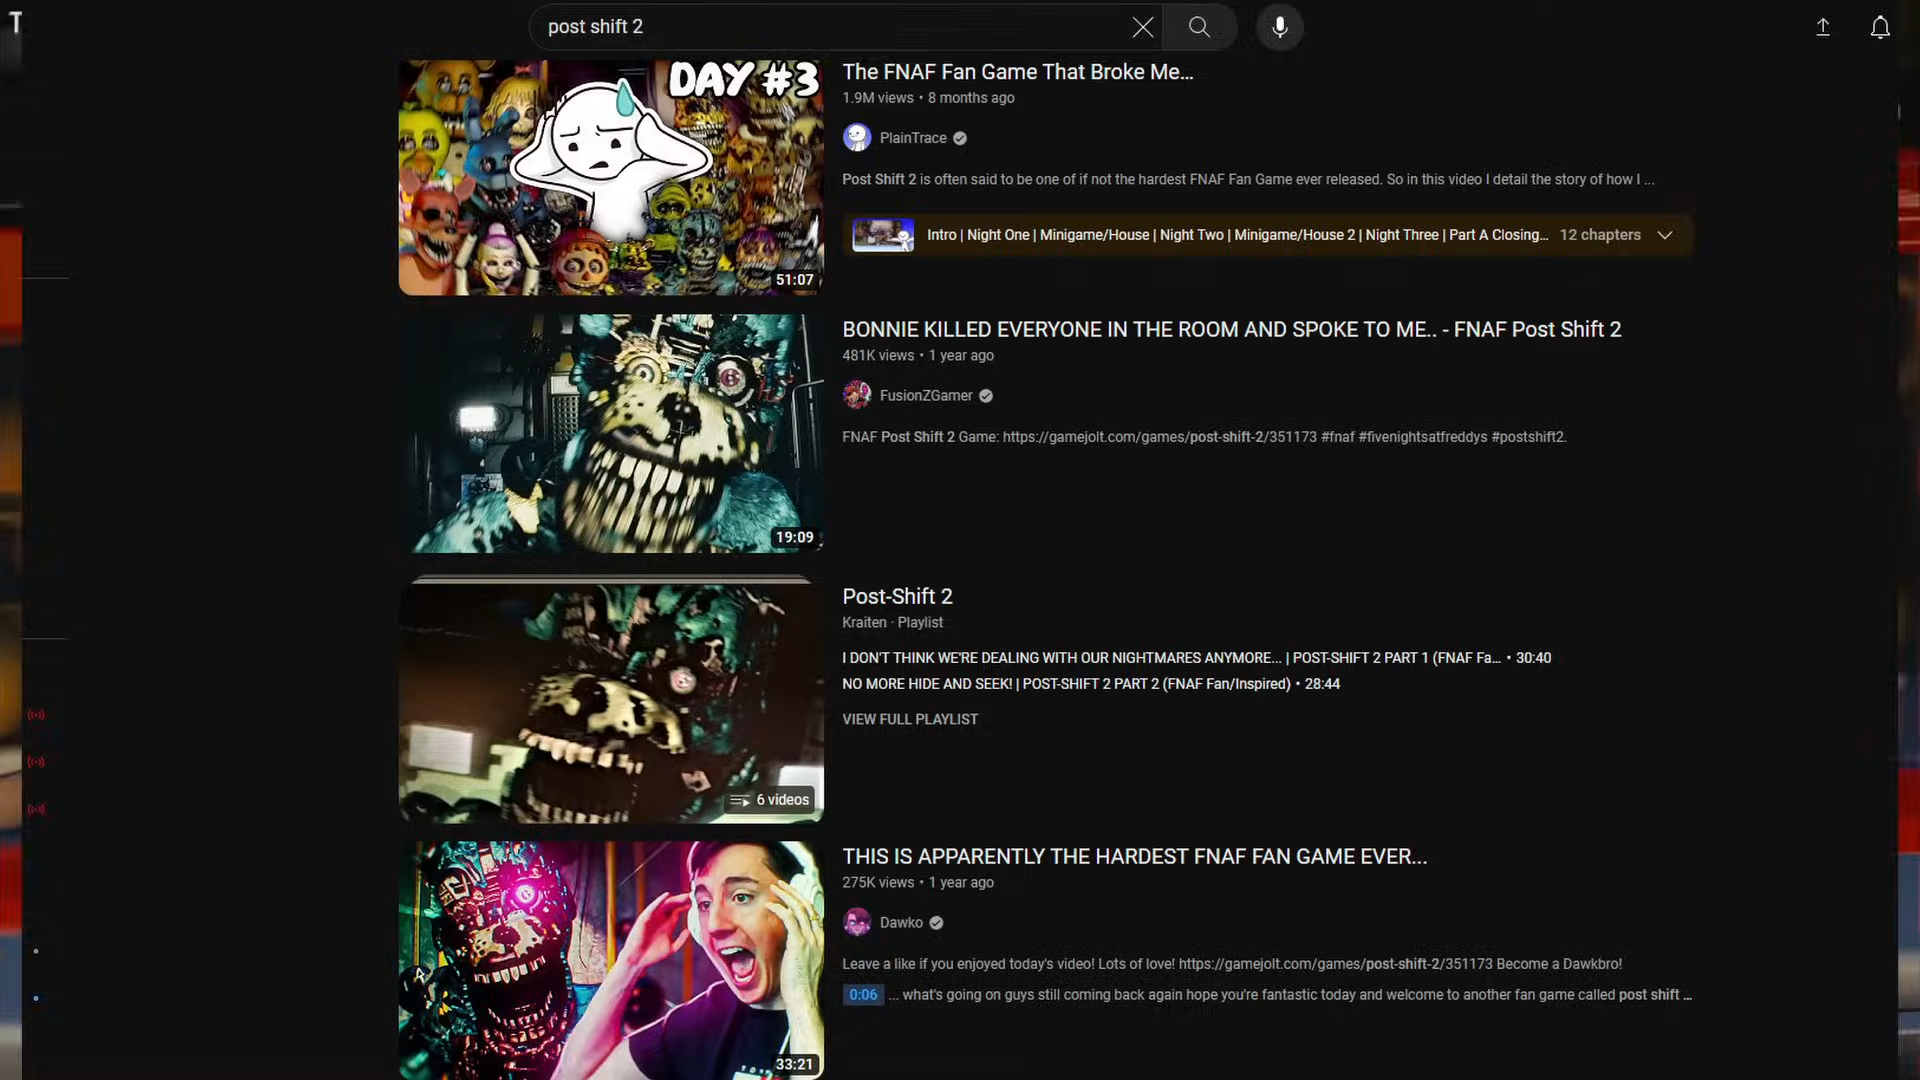 T
post shift 2
DAY #3
51:07
The FNAF Fan Game That Broke Me...
1.9M views • 8 months ago
PlainTrace
Post Shift 2 is often said to be one of if not the hardest FNAF Fan Game ever released. So in this video I detail the story of how I ...
Intro | Night One | Minigame/House | Night Two | Minigame/House 2 | Night Three | Part A Closing... 12 chapters
19:09
BONNIE KILLED EVERYONE IN THE ROOM AND SPOKE TO ME.. - FNAF Post Shift 2
481K views • 1 year ago
FusionZGamer
FNAF Post Shift 2 Game: https://gamejolt.com/games/post-shift-2/351173 #fnaf #fivenightsatfreddys #postshift2.
6 videos
Post-Shift 2
Kraiten · Playlist
I DON'T THINK WE'RE DEALING WITH OUR NIGHTMARES ANYMORE... | POST-SHIFT 2 PART 1 (FNAF Fa... • 30:40
NO MORE HIDE AND SEEK! | POST-SHIFT 2 PART 2 (FNAF Fan/Inspired) • 28:44
VIEW FULL PLAYLIST
33:21
THIS IS APPARENTLY THE HARDEST FNAF FAN GAME EVER...
275K views • 1 year ago
Dawko
Leave a like if you enjoyed today's video! Lots of love! https://gamejolt.com/games/post-shift-2/351173 Become a Dawkbro!
0:06 ... what's going on guys still coming back again hope you're fantastic today and welcome to another fan game called post shift ...